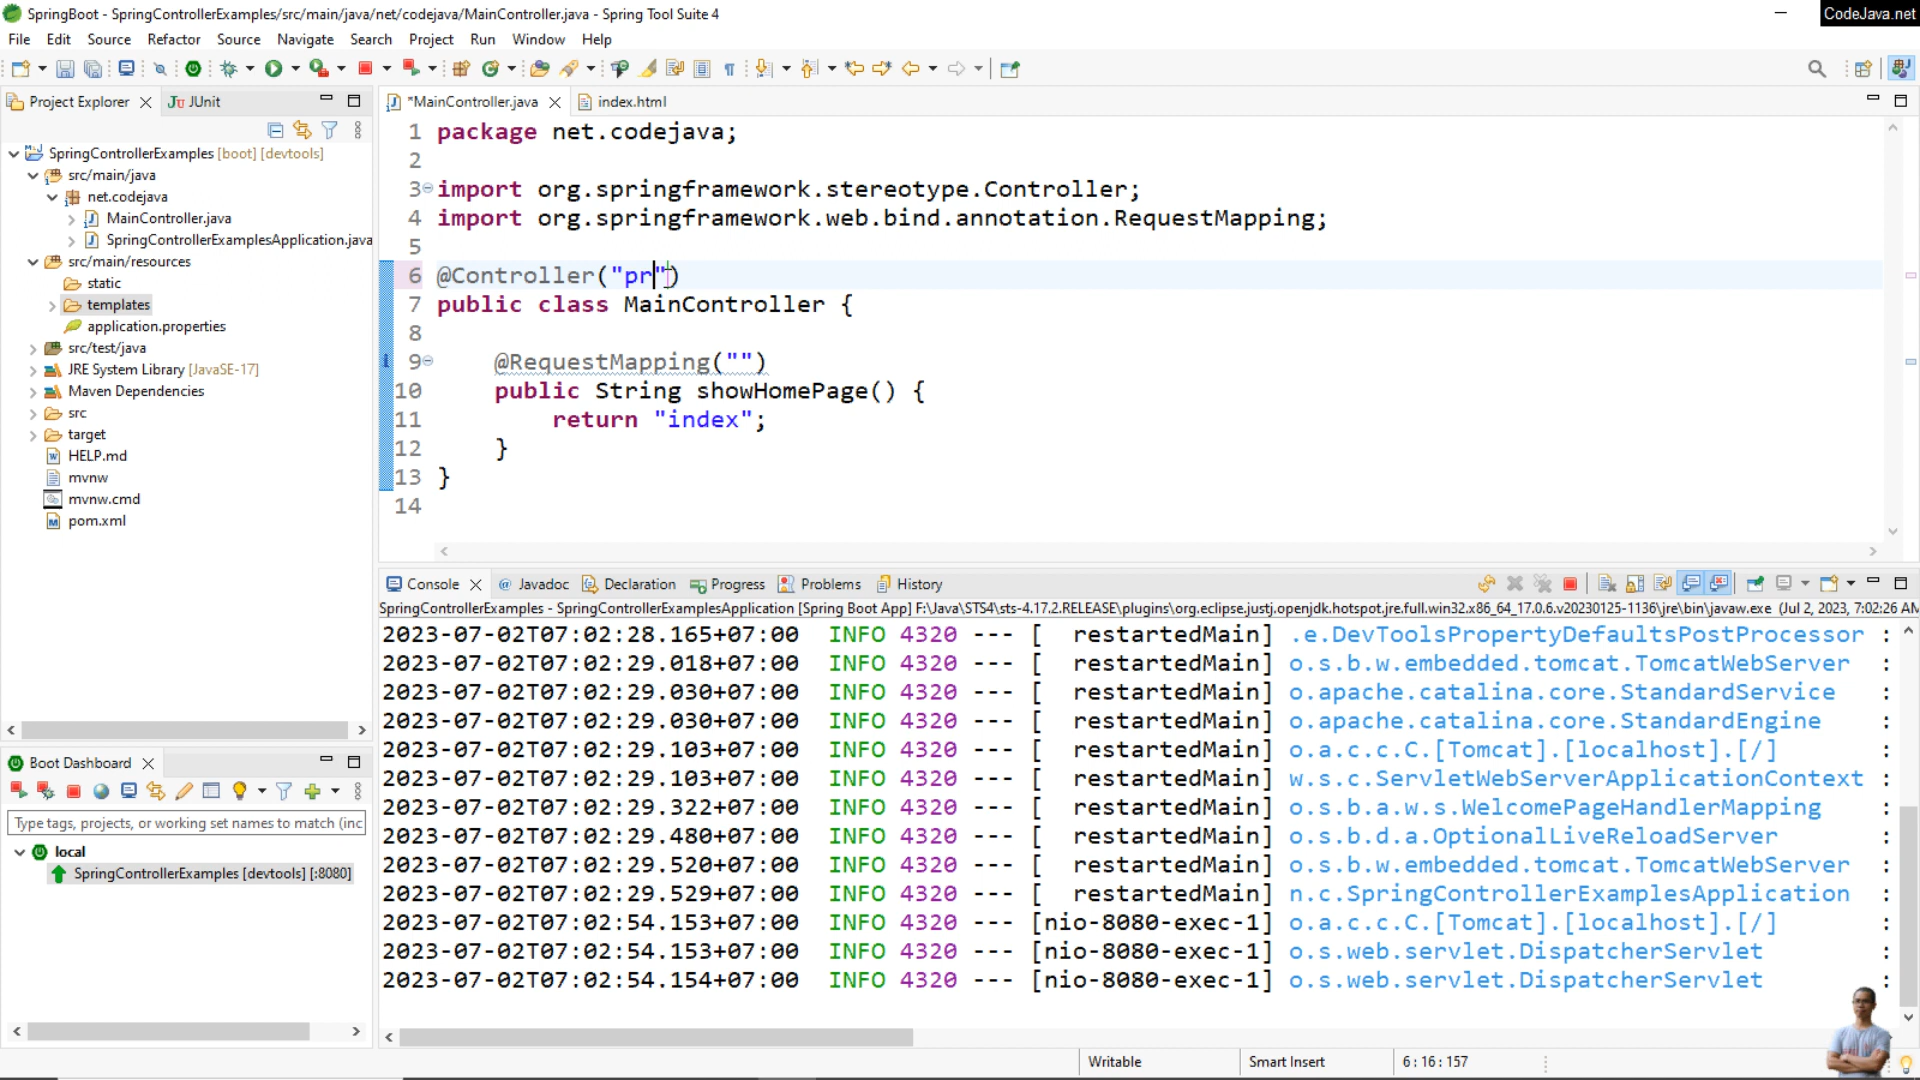 SpringBoot - SpringControllerExamples/src/main/java/net/codejava/MainController.java - Spring Tool Suite 4
CodeJava.net
File Edit Source Refactor Source Navigate Search Project Run Window Help
Project Explorer JUnit
*MainController.java index.html
SpringControllerExamples [boot] [devtools]
src/main/java
net.codejava
MainController.java
SpringControllerExamplesApplication.java
src/main/resources
static
templates
application.properties
src/test/java
JRE System Library [JavaSE-17]
Maven Dependencies
src
target
HELP.md
mvnw
mvnw.cmd
pom.xml
1 package net.codejava;
2
3 import org.springframework.stereotype.Controller;
4 import org.springframework.web.bind.annotation.RequestMapping;
5
6 @Controller("pr")
7 public class MainController {
8
9 @RequestMapping("")
10 public String showHomePage() {
11 return "index";
12 }
13 }
14
Boot Dashboard
Type tags, projects, or working set names to match (inc
local
SpringControllerExamples [devtools] [:8080]
Console Javadoc Declaration Progress Problems History
SpringControllerExamples - SpringControllerExamplesApplication [Spring Boot App] F:\Java\STS4\sts-4.17.2.RELEASE\plugins\org.eclipse.justj.openjdk.hotspot.jre.full.win32.x86_64_17.0.6.v20230125-1136\jre\bin\javaw.exe (Jul 2, 2023, 7:02:26 AM
2023-07-02T07:02:28.165+07:00 INFO 4320 --- [ restartedMain] .e.DevToolsPropertyDefaultsPostProcessor :
2023-07-02T07:02:29.018+07:00 INFO 4320 --- [ restartedMain] o.s.b.w.embedded.tomcat.TomcatWebServer :
2023-07-02T07:02:29.030+07:00 INFO 4320 --- [ restartedMain] o.apache.catalina.core.StandardService :
2023-07-02T07:02:29.030+07:00 INFO 4320 --- [ restartedMain] o.apache.catalina.core.StandardEngine :
2023-07-02T07:02:29.103+07:00 INFO 4320 --- [ restartedMain] o.a.c.c.C.[Tomcat].[localhost].[/] :
2023-07-02T07:02:29.103+07:00 INFO 4320 --- [ restartedMain] w.s.c.ServletWebServerApplicationContext :
2023-07-02T07:02:29.322+07:00 INFO 4320 --- [ restartedMain] o.s.b.a.w.s.WelcomePageHandlerMapping :
2023-07-02T07:02:29.480+07:00 INFO 4320 --- [ restartedMain] o.s.b.d.a.OptionalLiveReloadServer :
2023-07-02T07:02:29.520+07:00 INFO 4320 --- [ restartedMain] o.s.b.w.embedded.tomcat.TomcatWebServer :
2023-07-02T07:02:29.529+07:00 INFO 4320 --- [ restartedMain] n.c.SpringControllerExamplesApplication :
2023-07-02T07:02:54.153+07:00 INFO 4320 --- [nio-8080-exec-1] o.a.c.c.C.[Tomcat].[localhost].[/] :
2023-07-02T07:02:54.153+07:00 INFO 4320 --- [nio-8080-exec-1] o.s.web.servlet.DispatcherServlet :
2023-07-02T07:02:54.154+07:00 INFO 4320 --- [nio-8080-exec-1] o.s.web.servlet.DispatcherServlet :
Writable Smart Insert 6 : 16 : 157